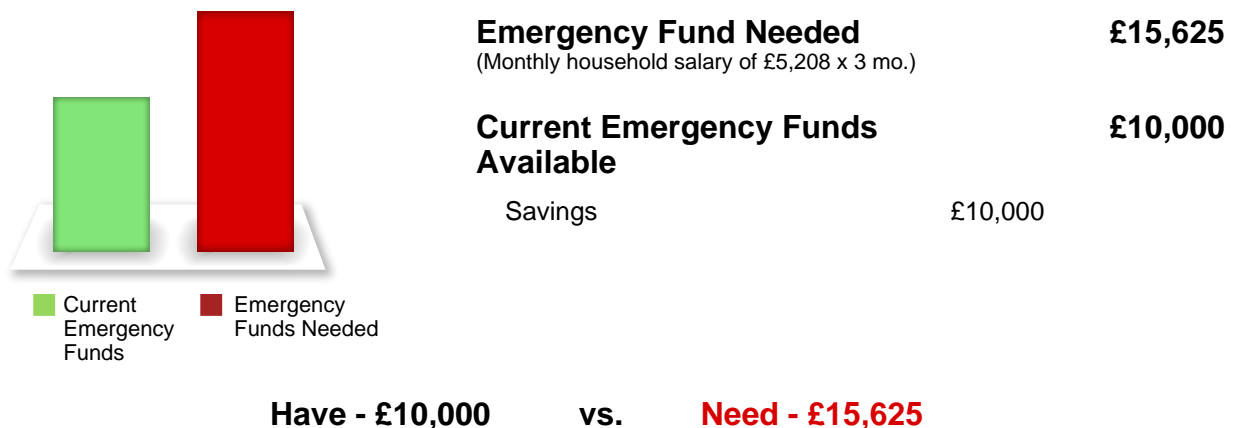 Emergency Fund Needed £15,625
(Monthly household salary of £5,208 x 3 mo.)
Current Emergency Funds £10,000
Available
Savings £10,000
Current
Emergency
Funds
Emergency
Funds Needed
Have - £10,000 vs. Need - £15,625